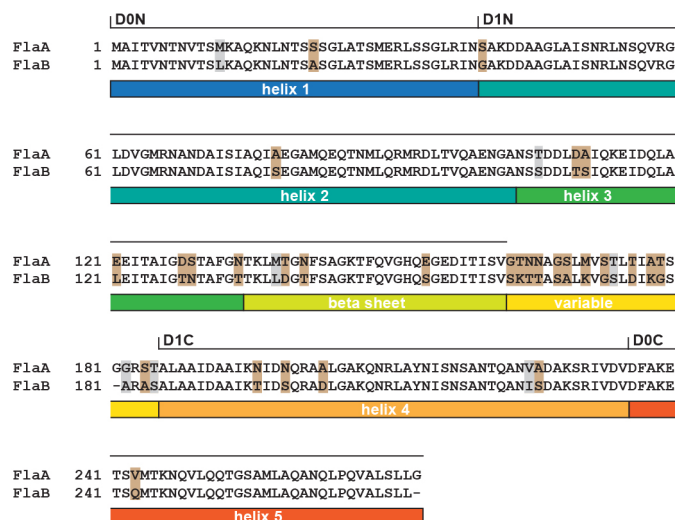 D0N D1N
FlaA 1 MAITVNTNVTSMKAQKNLNTSSSGLATSMERLSSGLRINSAKDDAAGLAISNRLNSQVRG
FlaB 1 MAITVNTNVTSLKAQKNLNTSASGLATSMERLSSGLRINGAKDDAAGLAISNRLNSQVRG
helix 1
FlaA 61 LDVGMRNANDAISIAQIAEGAMQEQTNMLQRMRDLTVQAENGANSTDDLDAIQKEIDQLA
FlaB 61 LDVGMRNANDAISIAQISEGAMQEQTNMLQRMRDLTVQAENGANSSDDLTSIQKEIDQLA
helix 2 helix 3
FlaA 121 EEITAIGDSTAFGNTKLMTGNFSAGKTFQVGHQEGEDITISVGTNNAGSLMVSTLTIATS
FlaB 121 LEITAIGTNTAFGTTKLLDGTFSAGKTFQVGHQSGEDITISVSKTTASALKVGSLDIKGS
beta sheet variable
D1C D0C
FlaA 181 GGRSTALAAIDAAIKNIDNQRAALGAKQNRLAYNISNSANTQANVADAKSRIVDVDFAKE
FlaB 181 -ARASALAAIDAAIKTIDSQRADLGAKQNRLAYNISNSANTQANISDAKSRIVDVDFAKE
helix 4
FlaA 241 TSVMTKNQVLQQTGSAMLAQANQLPQVALSLLG
FlaB 241 TSQMTKNQVLQQTGSAMLAQANQLPQVALSLL-
helix 5